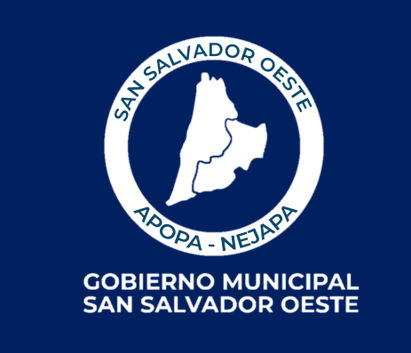 SAN SALVADOR OESTE
APOPA - NEJAPA
GOBIERNO MUNICIPAL
SAN SALVADOR OESTE